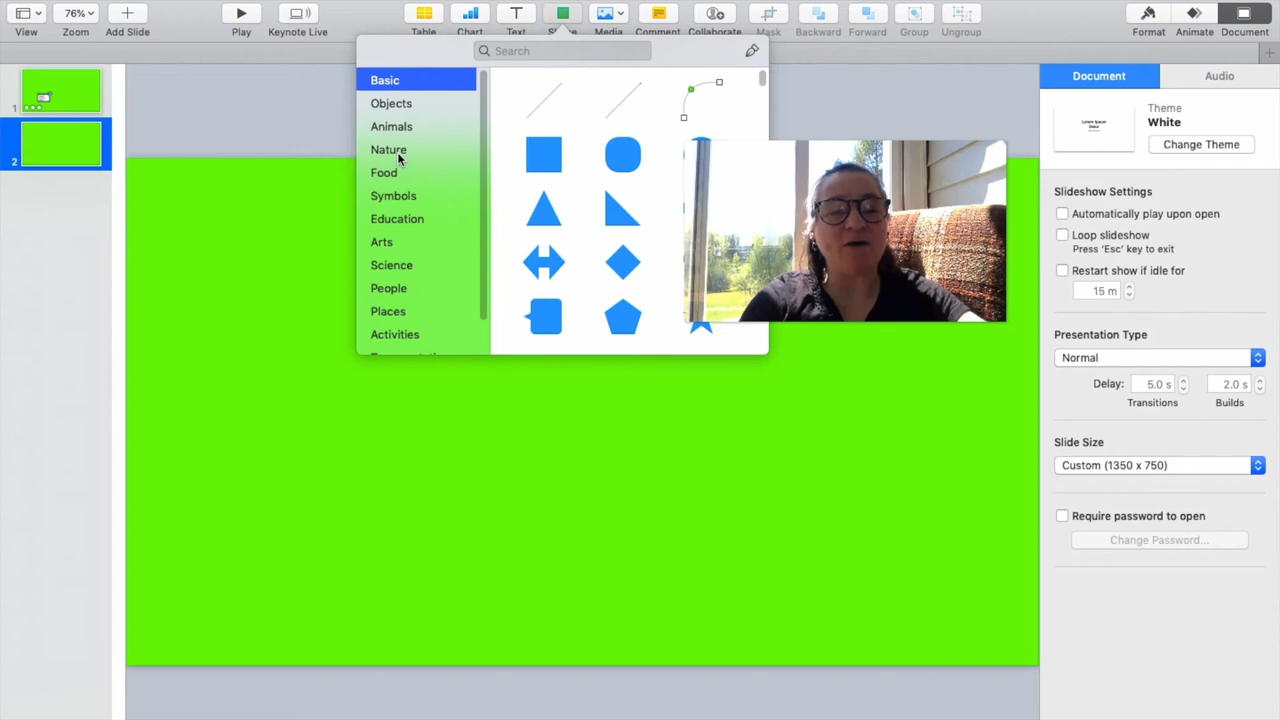 76%
View
Zoom
Add Slide
Play
Keynote Live
Table
Chart
Text
Media
Comment
Collaborate
Mask
Backward
Forward
Group
Ungroup
Format
Animate
Document
Search
Basic
Objects
Animals
Nature
Food
Symbols
Education
Arts
Science
People
Places
Activities
1
2
Document
Audio
Theme
White
Change Theme
Slideshow Settings
Automatically play upon open
Loop slideshow
Press 'Esc' key to exit
Restart show if idle for
15 m
Presentation Type
Normal
Delay:
5.0 s
2.0 s
Transitions
Builds
Slide Size
Custom (1350 x 750)
Require password to open
Change Password...